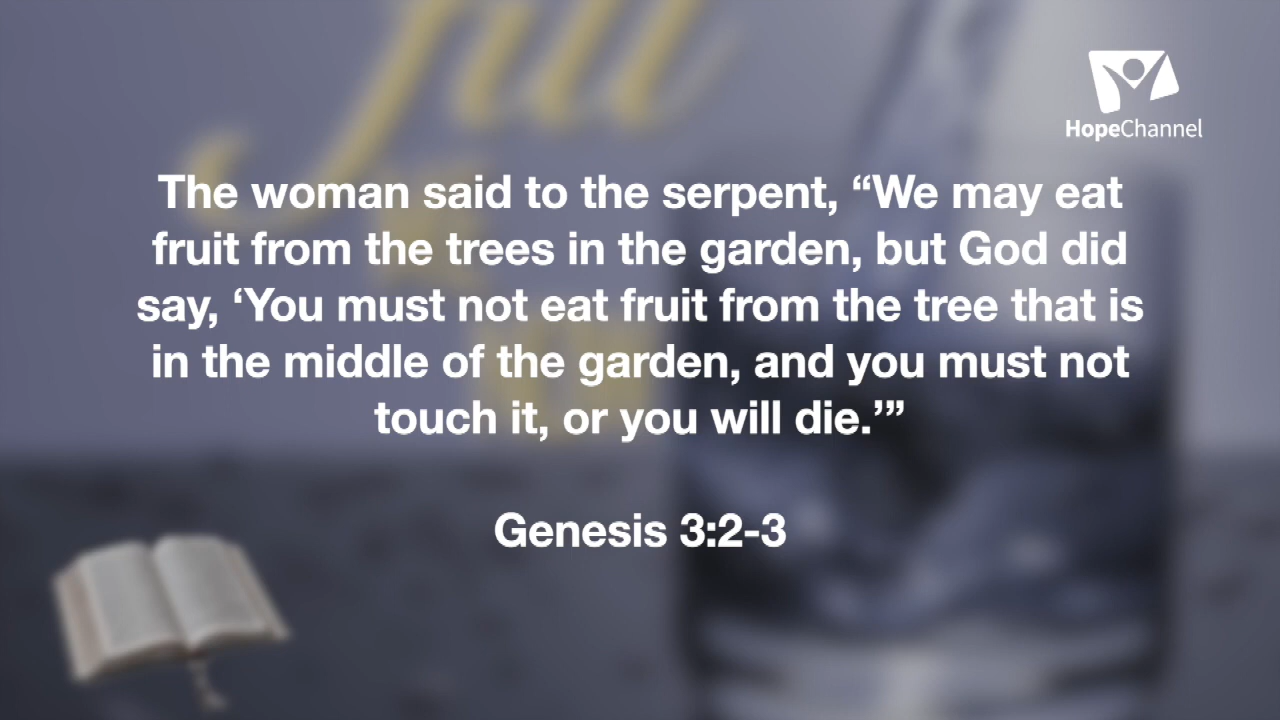 fill
HopeChannel
The woman said to the serpent, “We may eat
fruit from the trees in the garden, but God did
say, ‘You must not eat fruit from the tree that is
in the middle of the garden, and you must not
touch it, or you will die.’”
Genesis 3:2-3